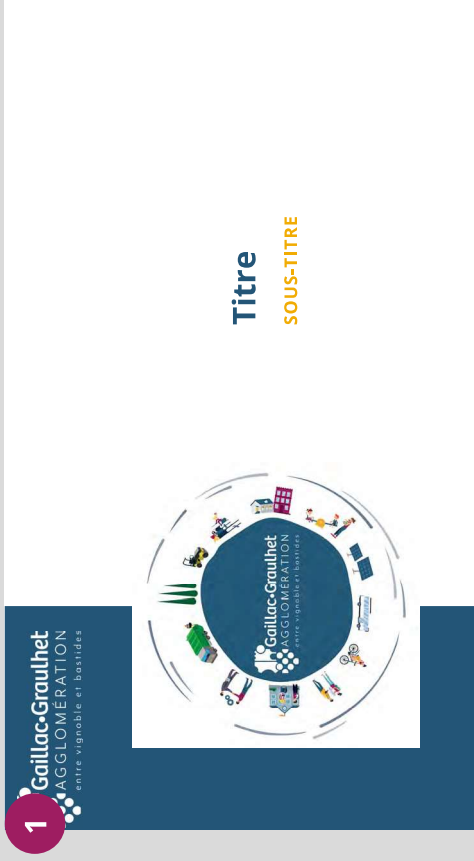 Gaillac•Graulhet
AGGLOMÉRATION
entre vignoble et bastides
Gaillac•Graulhet
AGGLOMÉRATION
entre vignoble et bastides
Titre
SOUS-TITRE
1